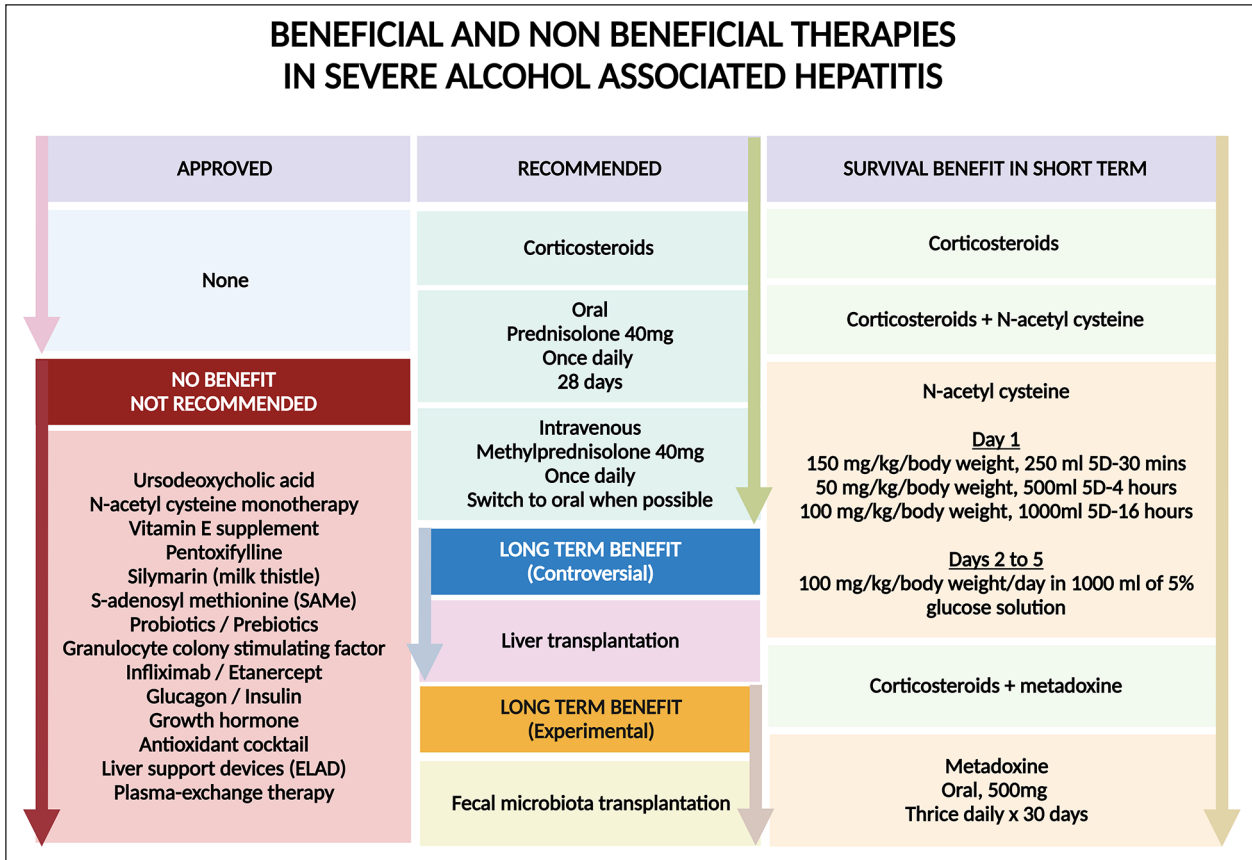 BENEFICIAL AND NON BENEFICIAL THERAPIES
IN SEVERE ALCOHOL ASSOCIATED HEPATITIS
APPROVED
None
NO BENEFIT
NOT RECOMMENDED
Ursodeoxycholic acid
N-acetyl cysteine monotherapy
Vitamin E supplement
Pentoxifylline
Silymarin (milk thistle)
S-adenosyl methionine (SAMe)
Probiotics / Prebiotics
Granulocyte colony stimulating factor
Infliximab / Etanercept
Glucagon / Insulin
Growth hormone
Antioxidant cocktail
Liver support devices (ELAD)
Plasma-exchange therapy
RECOMMENDED
Corticosteroids
Oral
Prednisolone 40mg
Once daily
28 days
Intravenous
Methylprednisolone 40mg
Once daily
Switch to oral when possible
LONG TERM BENEFIT
(Controversial)
Liver transplantation
LONG TERM BENEFIT
(Experimental)
Fecal microbiota transplantation
SURVIVAL BENEFIT IN SHORT TERM
Corticosteroids
Corticosteroids + N-acetyl cysteine
N-acetyl cysteine
Day 1
150 mg/kg/body weight, 250 ml 5D-30 mins
50 mg/kg/body weight, 500ml 5D-4 hours
100 mg/kg/body weight, 1000ml 5D-16 hours
Days 2 to 5
100 mg/kg/body weight/day in 1000 ml of 5%
glucose solution
Corticosteroids + metadoxine
Metadoxine
Oral, 500mg
Thrice daily x 30 days